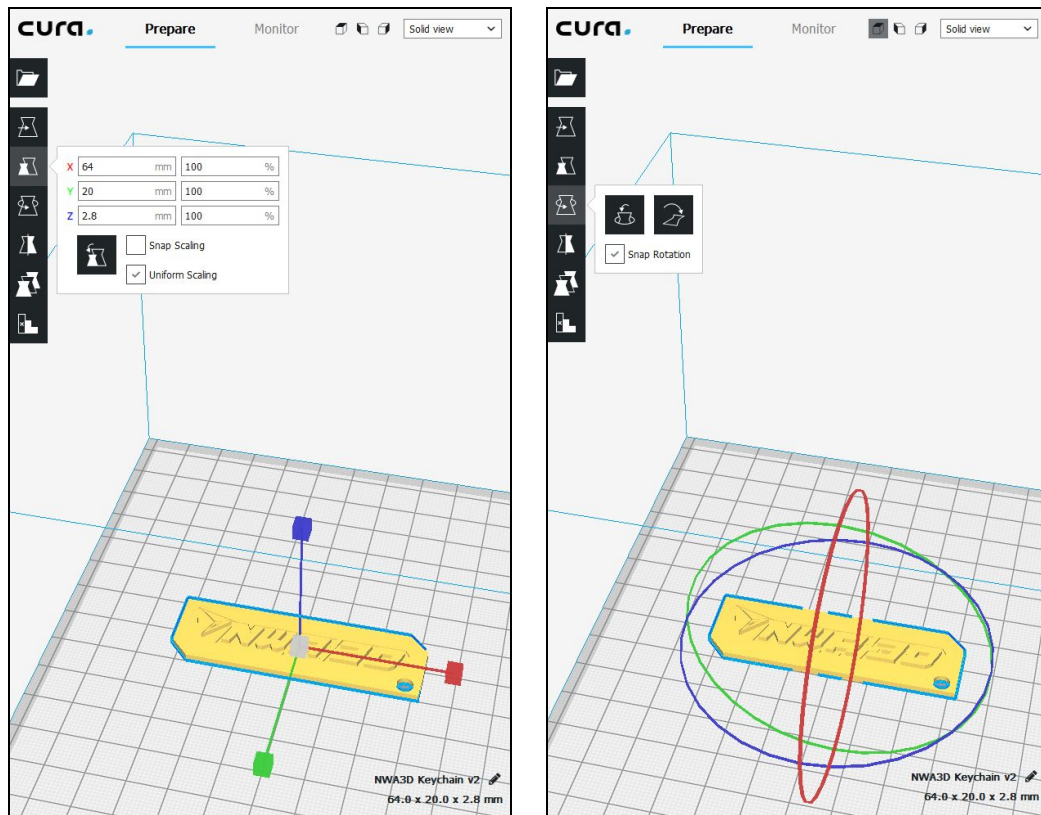 cura.
Prepare
Monitor
Solid view
X 64 mm 100 %
Y 20 mm 100 %
Z 2.8 mm 100 %
Snap Scaling
Uniform Scaling
NWA3D
NWA3D Keychain v2
64.0 x 20.0 x 2.8 mm
cura.
Prepare
Monitor
Solid view
Snap Rotation
NWA3D
NWA3D Keychain v2
64.0 x 20.0 x 2.8 mm